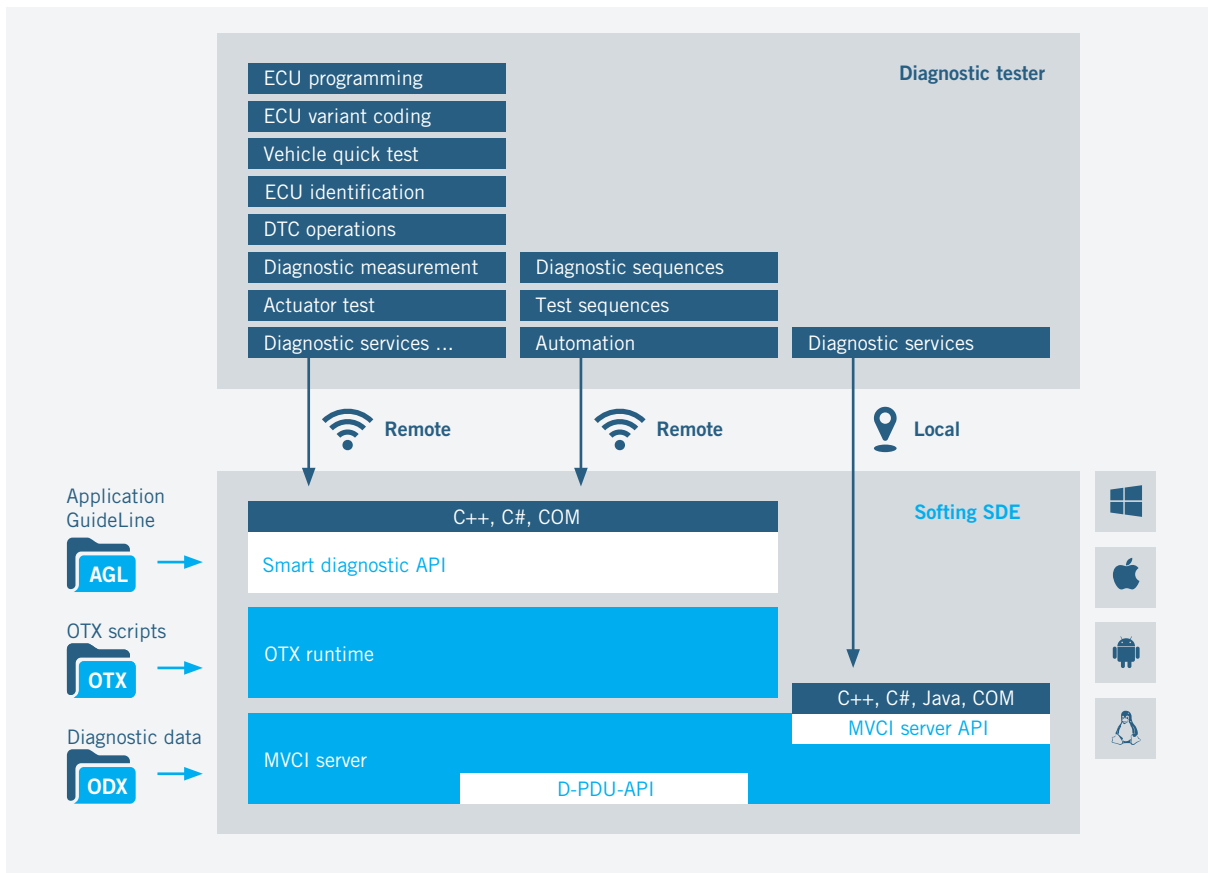 Diagnostic tester
ECU programming
ECU variant coding
Vehicle quick test
ECU identification
DTC operations
Diagnostic measurement
Actuator test
Diagnostic services ...
Diagnostic sequences
Test sequences
Automation
Diagnostic services
Remote
Remote
Local
Application
GuideLine
AGL
OTX scripts
OTX
Diagnostic data
ODX
Softing SDE
C++, C#, COM
Smart diagnostic API
OTX runtime
C++, C#, Java, COM
MVCI server API
MVCI server
D-PDU-API